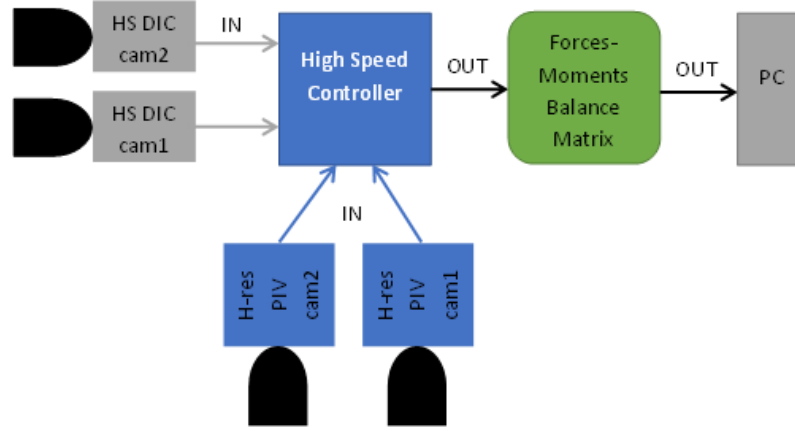 HS DIC
cam2
IN
High Speed
Controller
OUT
Forces-
Moments
Balance
Matrix
OUT
PC
HS DIC
cam1
IN
H-res
PIV
cam2
H-res
PIV
cam1